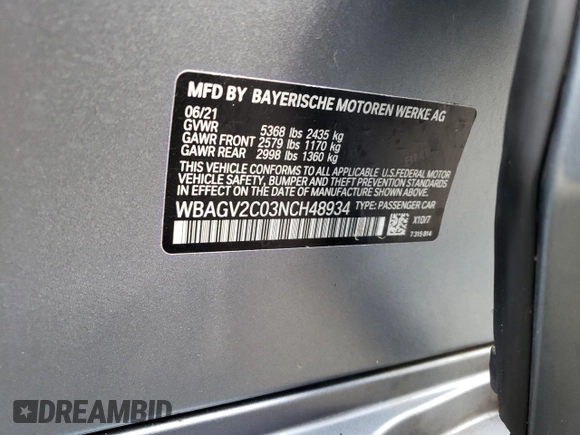 MFD BY BAYERISCHE MOTOREN WERKE AG
06/21
GVWR 5368 lbs 2435 kg
GAWR FRONT 2579 lbs 1170 kg
GAWR REAR 2998 lbs 1360 kg
THIS VEHICLE CONFORMS TO ALL APPLICABLE U.S.FEDERAL MOTOR
VEHICLE SAFETY, BUMPER, AND THEFT PREVENTION STANDARDS IN
EFFECT ON THE DATE OF MANUFACTURE SHOWN ABOVE.
WBAGV2C03NCH48934 TYPE: PASSENGER CAR
X1D/7
7 315 814
DREAMBID